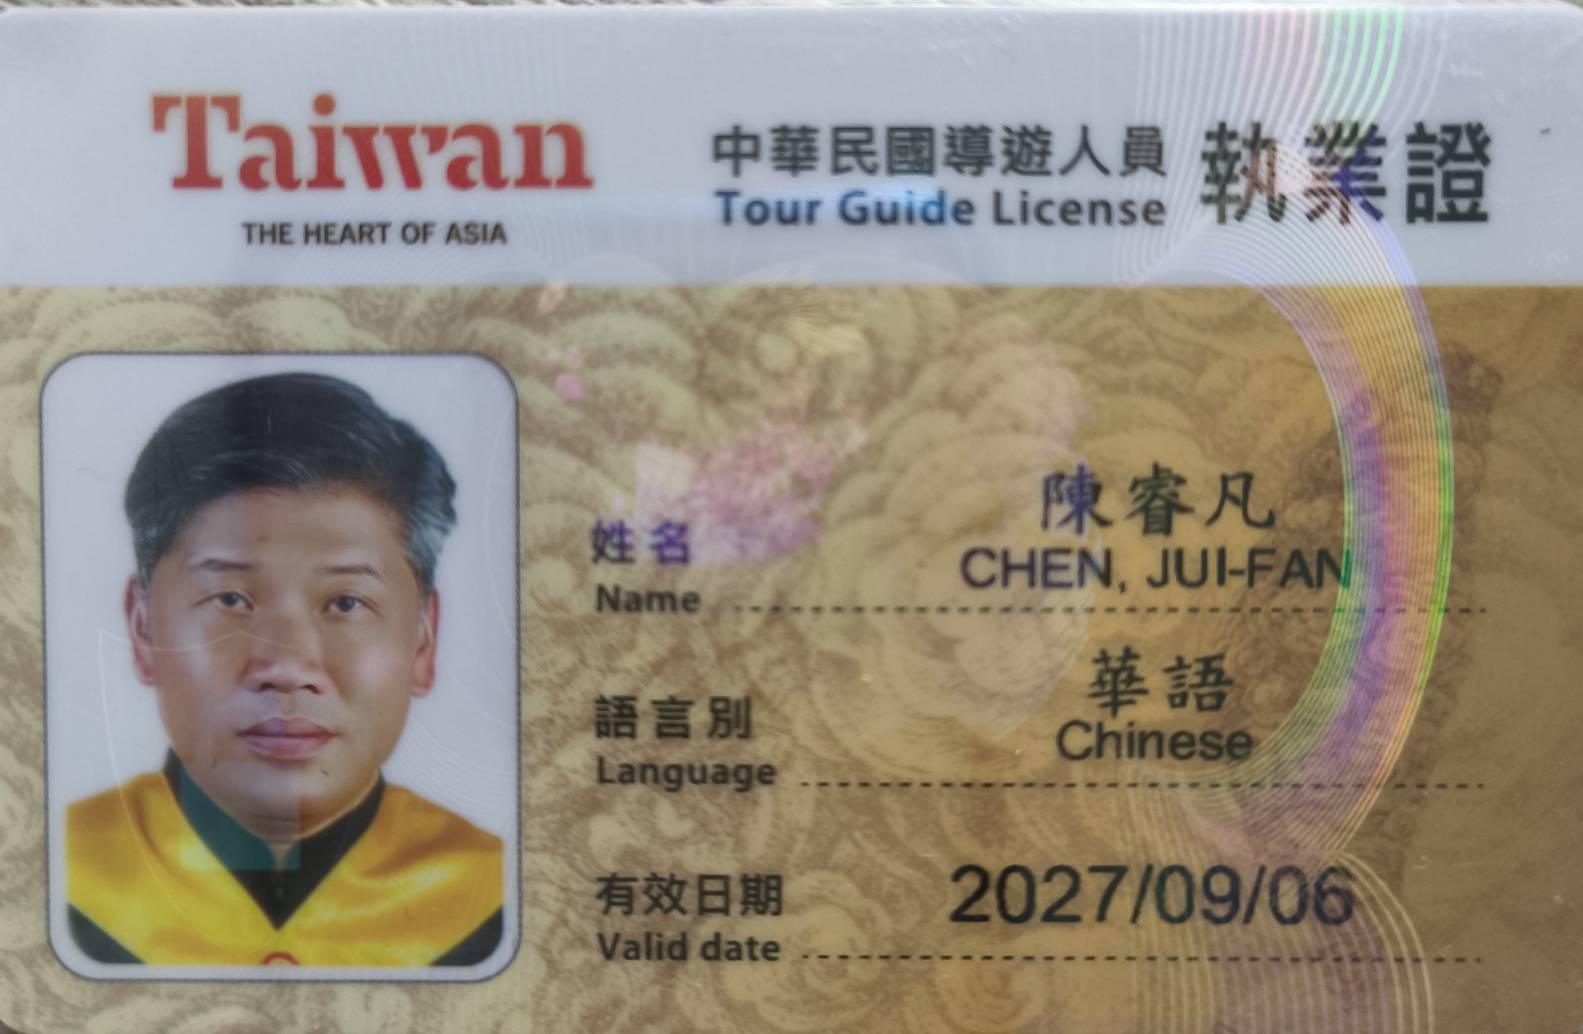 Taiwan
THE HEART OF ASIA
中華民國導遊人員 執業證
Tour Guide License
姓名 陳睿凡
Name CHEN, JUI-FAN
語言別 華語
Language Chinese
有效日期 2027/09/06
Valid date